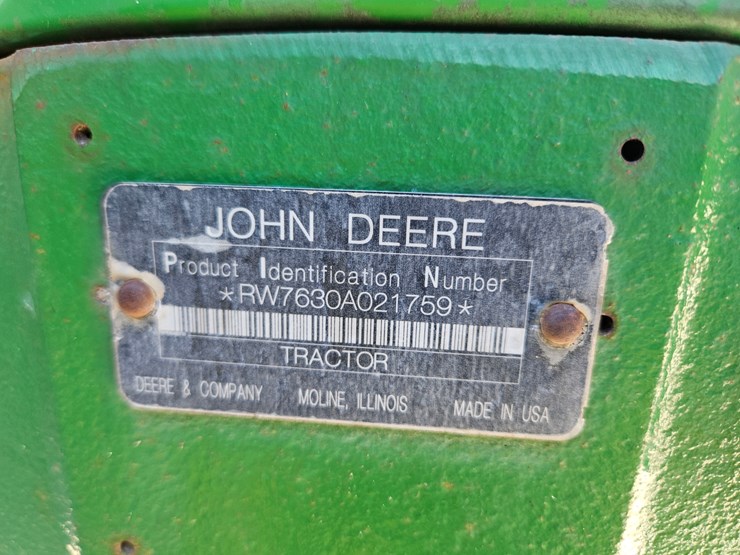 JOHN DEERE
Product Identification Number
*RW7630A021759*
TRACTOR
DEERE & COMPANY MOLINE, ILLINOIS MADE IN USA